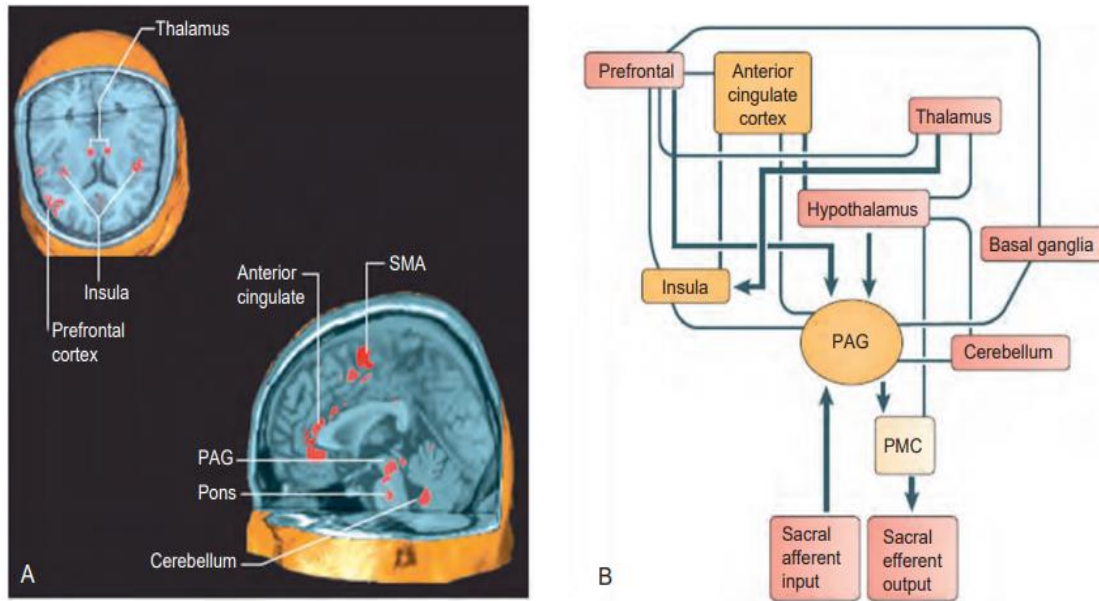 Thalamus
Insula
Prefrontal
cortex
Anterior
cingulate
SMA
PAG
Pons
Cerebellum
A
Prefrontal
Anterior
cingulate
cortex
Thalamus
Hypothalamus
Basal ganglia
Insula
PAG
Cerebellum
PMC
Sacral
afferent
input
Sacral
efferent
output
B